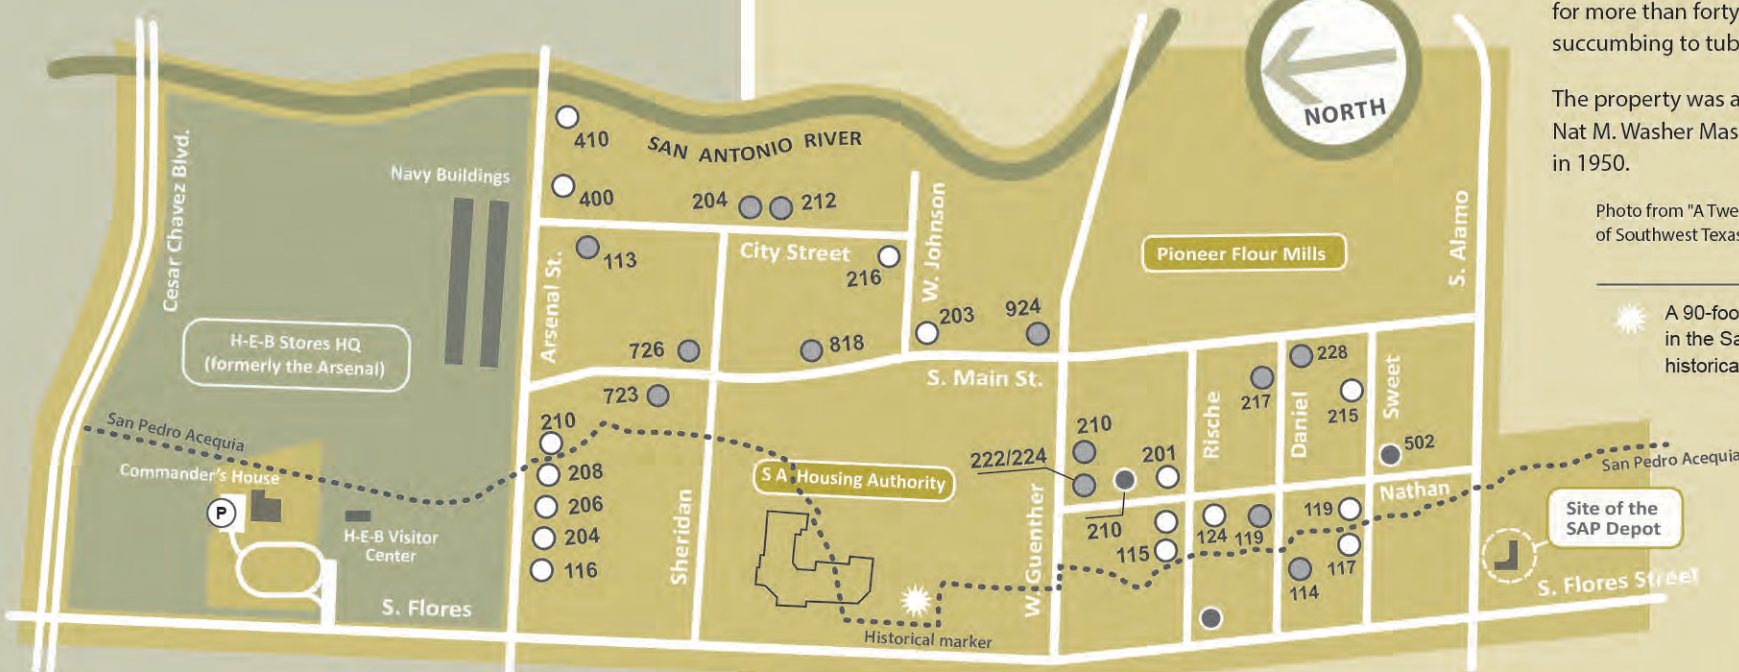 for more than forty
succumbing to tub
The property was a
Nat M. Washer Mas
in 1950.
Photo from "A Twe
of Southwest Texas
A 90-foo
in the Sa
historica
NORTH
SAN ANTONIO RIVER
Cesar Chavez Blvd.
Navy Buildings
H-E-B Stores HQ
(formerly the Arsenal)
San Pedro Acequia
Commander's House
P
H-E-B Visitor
Center
S. Flores
Arsenal St.
410
400
204
212
113
City Street
216
W. Johnson
203
924
726
818
S. Main St.
723
210
208
206
204
116
Sheridan
S A Housing Authority
Historical marker
W. Guenther
Pioneer Flour Mills
S. Alamo
210
222/224
210
201
115
Rische
217
Daniel
228
215
Sweet
502
Nathan
124
119
119
117
114
San Pedro Acequia
Site of the
SAP Depot
S. Flores Street